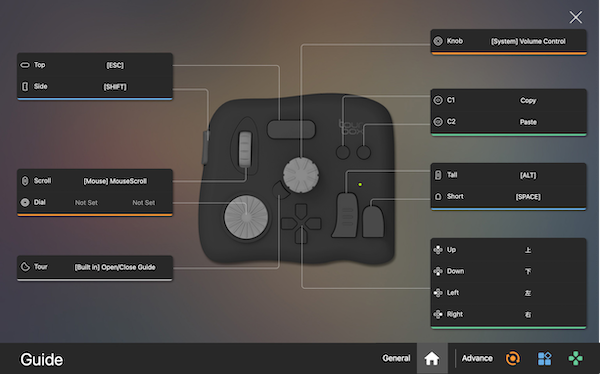 Knob [System] Volume Control
Top [ESC]
Side [SHIFT]
C1 Copy
C2 Paste
Scroll [Mouse] MouseScroll
Dial Not Set Not Set
Tall [ALT]
Short [SPACE]
Tour [Built in] Open/Close Guide
Up 上
Down 下
Left 左
Right 右
Guide General Advance